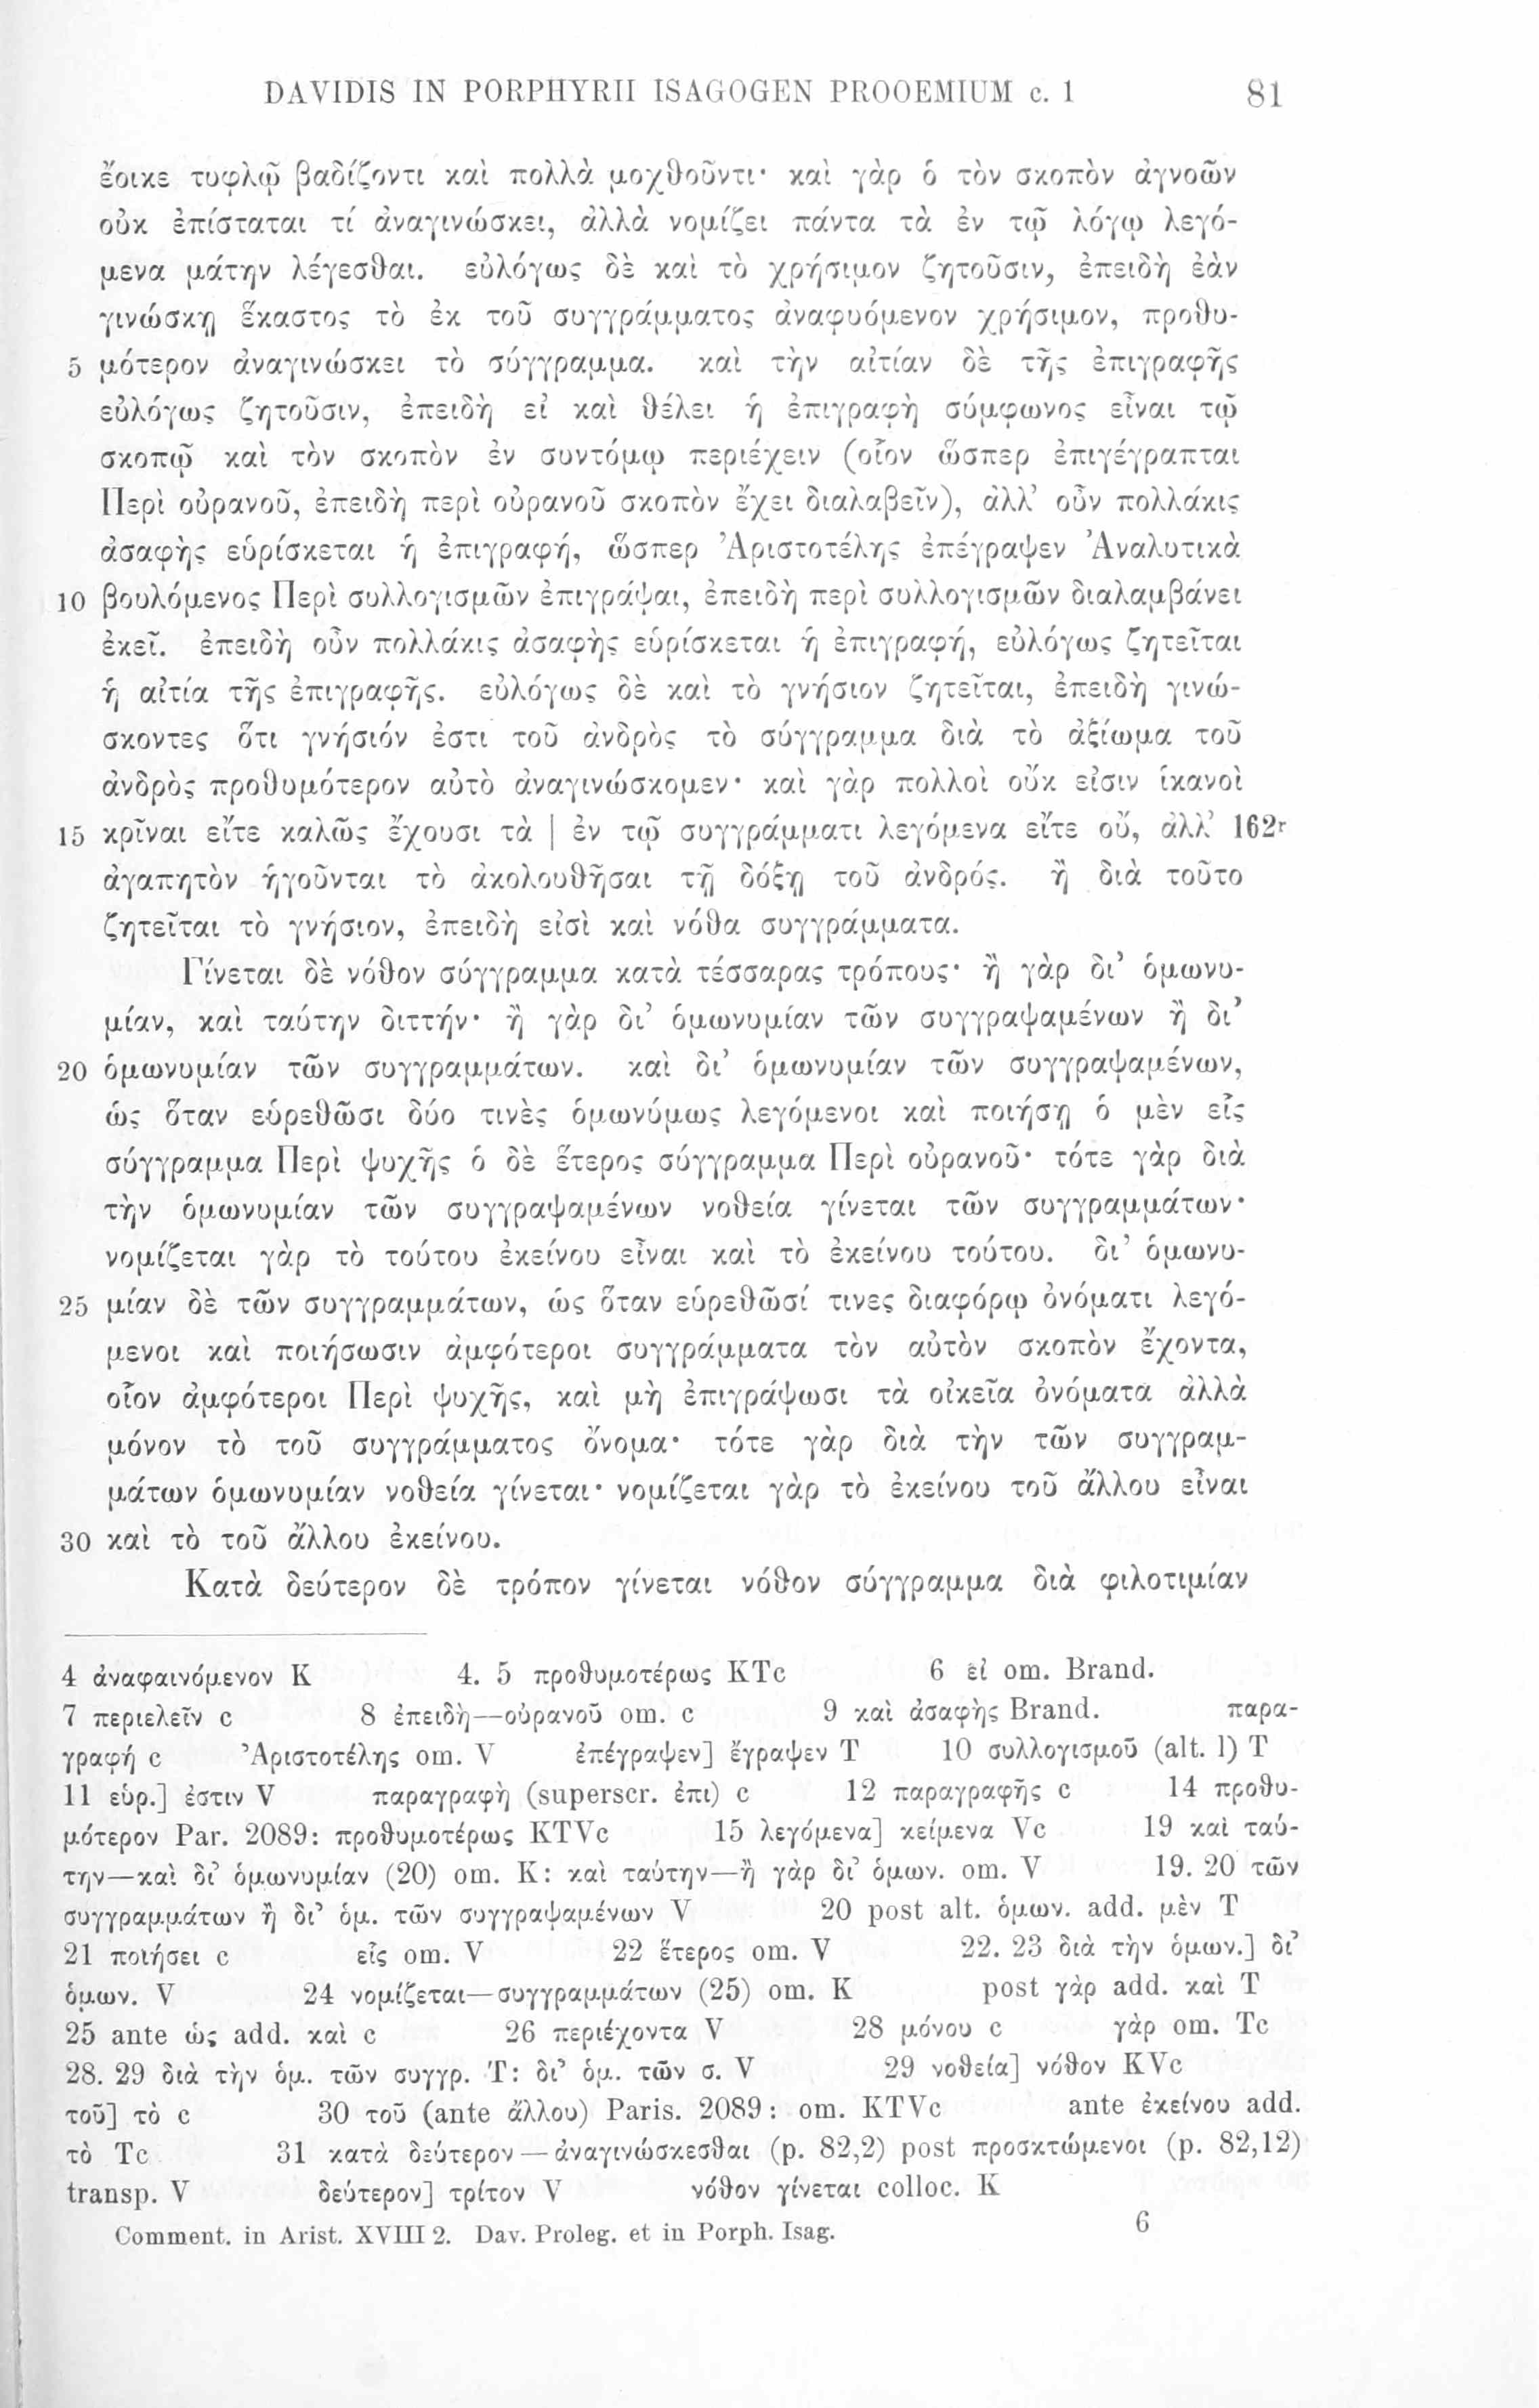 DAVIDIS IN PORPHYRII ISAGOGEN PROOEMIUM c. 1 81
ἔοικε τυφλῷ βαδίζοντι καὶ πολλὰ μοχθοῦντι· καὶ γὰρ ὁ τὸν σκοπὸν ἀγνοῶν
οὐκ ἐπίσταται τί ἀναγινώσκει, ἀλλὰ νομίζει πάντα τὰ ἐν τῷ λόγῳ λεγό-
μενα μάτην λέγεσθαι. εὐλόγως δὲ καὶ τὸ χρήσιμον ζητοῦσιν, ἐπειδὴ ἐὰν
γινώσκῃ ἕκαστος τὸ ἐκ τοῦ συγγράμματος ἀναφυόμενον χρήσιμον, προθυ-
5 μότερον ἀναγινώσκει τὸ σύγγραμμα. καὶ τὴν αἰτίαν δὲ τῆς ἐπιγραφῆς
εὐλόγως ζητοῦσιν, ἐπειδὴ εἰ καὶ θέλει ἡ ἐπιγραφὴ σύμφωνος εἶναι τῷ
σκοπῷ καὶ τὸν σκοπὸν ἐν συντόμῳ περιέχειν (οἷον ὥσπερ ἐπιγέγραπται
Περὶ οὐρανοῦ, ἐπειδὴ περὶ οὐρανοῦ σκοπὸν ἔχει διαλαβεῖν), ἀλλ’ οὖν πολλάκις
ἀσαφὴς εὑρίσκεται ἡ ἐπιγραφή, ὥσπερ Ἀριστοτέλης ἐπέγραψεν Ἀναλυτικὰ
10 βουλόμενος Περὶ συλλογισμῶν ἐπιγράψαι, ἐπειδὴ περὶ συλλογισμῶν διαλαμβάνει
ἐκεῖ. ἐπειδὴ οὖν πολλάκις ἀσαφὴς εὑρίσκεται ἡ ἐπιγραφή, εὐλόγως ζητεῖται
ἡ αἰτία τῆς ἐπιγραφῆς. εὐλόγως δὲ καὶ τὸ γνήσιον ζητεῖται, ἐπειδὴ γινώ-
σκοντες ὅτι γνήσιόν ἐστι τοῦ ἀνδρὸς τὸ σύγγραμμα διὰ τὸ ἀξίωμα τοῦ
ἀνδρὸς προθυμότερον αὐτὸ ἀναγινώσκομεν· καὶ γὰρ πολλοὶ οὔκ εἰσιν ἱκανοὶ
15 κρῖναι εἴτε καλῶς ἔχουσι τὰ | ἐν τῷ συγγράμματι λεγόμενα εἴτε οὔ, ἀλλ’ 162r
ἀγαπητὸν ἡγοῦνται τὸ ἀκολουθῆσαι τῇ δόξῃ τοῦ ἀνδρός. ἢ διὰ τοῦτο
ζητεῖται τὸ γνήσιον, ἐπειδὴ εἰσὶ καὶ νόθα συγγράμματα.
Γίνεται δὲ νόθον σύγγραμμα κατὰ τέσσαρας τρόπους· ἢ γὰρ δι’ ὁμωνυ-
μίαν, καὶ ταύτην διττήν· ἢ γὰρ δι’ ὁμωνυμίαν τῶν συγγραψαμένων ἢ δι’
20 ὁμωνυμίαν τῶν συγγραμμάτων. καὶ δι’ ὁμωνυμίαν τῶν συγγραψαμένων,
ὡς ὅταν εὑρεθῶσι δύο τινὲς ὁμωνύμως λεγόμενοι καὶ ποιήσῃ ὁ μὲν εἷς
σύγγραμμα Περὶ ψυχῆς ὁ δὲ ἕτερος σύγγραμμα Περὶ οὐρανοῦ· τότε γὰρ διὰ
τὴν ὁμωνυμίαν τῶν συγγραψαμένων νοθεία γίνεται τῶν συγγραμμάτων·
νομίζεται γὰρ τὸ τούτου ἐκείνου εἶναι καὶ τὸ ἐκείνου τούτου. δι’ ὁμωνυ-
25 μίαν δὲ τῶν συγγραμμάτων, ὡς ὅταν εὑρεθῶσί τινες διαφόρῳ ὀνόματι λεγό-
μενοι καὶ ποιήσωσιν ἀμφότεροι συγγράμματα τὸν αὐτὸν σκοπὸν ἔχοντα,
οἷον ἀμφότεροι Περὶ ψυχῆς, καὶ μὴ ἐπιγράψωσι τὰ οἰκεῖα ὀνόματα ἀλλὰ
μόνον τὸ τοῦ συγγράμματος ὄνομα· τότε γὰρ διὰ τὴν τῶν συγγραμ-
μάτων ὁμωνυμίαν νοθεία γίνεται· νομίζεται γὰρ τὸ ἐκείνου τοῦ ἄλλου εἶναι
30 καὶ τὸ τοῦ ἄλλου ἐκείνου.
Κατὰ δεύτερον δὲ τρόπον γίνεται νόθον σύγγραμμα διὰ φιλοτιμίαν
4 ἀναφαινόμενον K 4. 5 προθυμοτέρως KTc 6 εἰ om. Brand.
7 περιελεῖν c 8 ἐπειδὴ—οὐρανοῦ om. c 9 καὶ ἀσαφὴς Brand. παρα-
γραφή c Ἀριστοτέλης om. V ἐπέγραψεν] ἔγραψεν T 10 συλλογισμοῦ (alt. l) T
11 εὑρ.] ἐστιν V παραγραφὴ (superscr. ἐπι) c 12 παραγραφῆς c 14 προθυ-
μότερον Par. 2089: προθυμοτέρως KTVc 15 λεγόμενα] κείμενα Vc 19 καὶ ταύ-
την—καὶ δι’ ὁμωνυμίαν (20) om. K: καὶ ταύτην—ἢ γὰρ δι’ ὁμων. om. V 19. 20 τῶν
συγγραμμάτων ἢ δι’ ὁμ. τῶν συγγραψαμένων V 20 post alt. ὁμων. add. μὲν T
21 ποιήσει c εἷς om. V 22 ἕτερος om. V 22. 23 διὰ τὴν ὁμων.] δι’
ὁμων. V 24 νομίζεται—συγγραμμάτων (25) om. K post γὰρ add. καὶ T
25 ante ὡς add. καὶ c 26 περιέχοντα V 28 μόνου c γὰρ om. Tc
28. 29 διὰ τὴν ὁμ. τῶν συγγρ. T: δι’ ὁμ. τῶν σ. V 29 νοθεία] νόθον KVc
τοῦ] τὸ c 30 τοῦ (ante ἄλλου) Paris. 2089: om. KTVc ante ἐκείνου add.
τὸ Tc 31 κατὰ δεύτερον—ἀναγινώσκεσθαι (p. 82,2) post προσκτώμενοι (p. 82,12)
transp. V δεύτερον] τρίτον V νόθον γίνεται colloc. K
Comment. in Arist. XVIII 2. Dav. Proleg. et in Porph. Isag. 6